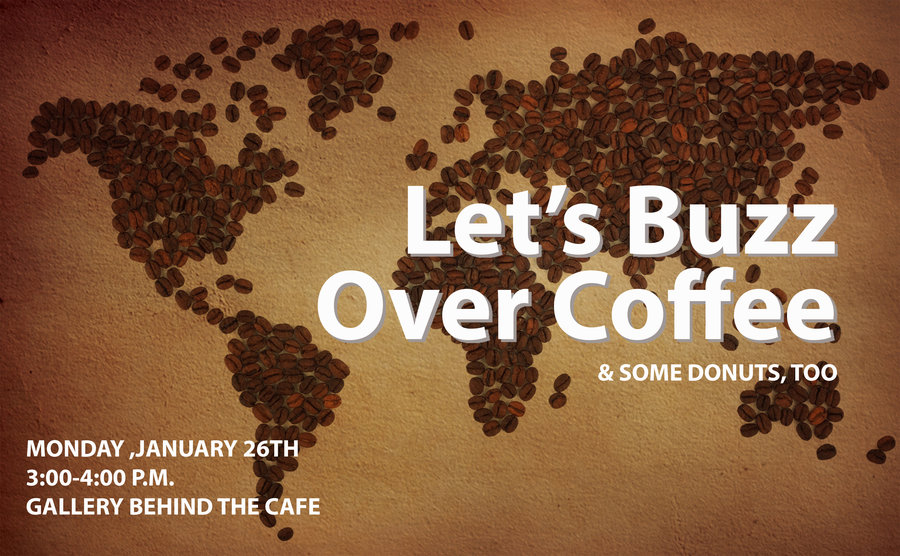 Let's Buzz
Over Coffee
& SOME DONUTS, TOO
MONDAY ,JANUARY 26TH
3:00-4:00 P.M.
GALLERY BEHIND THE CAFE